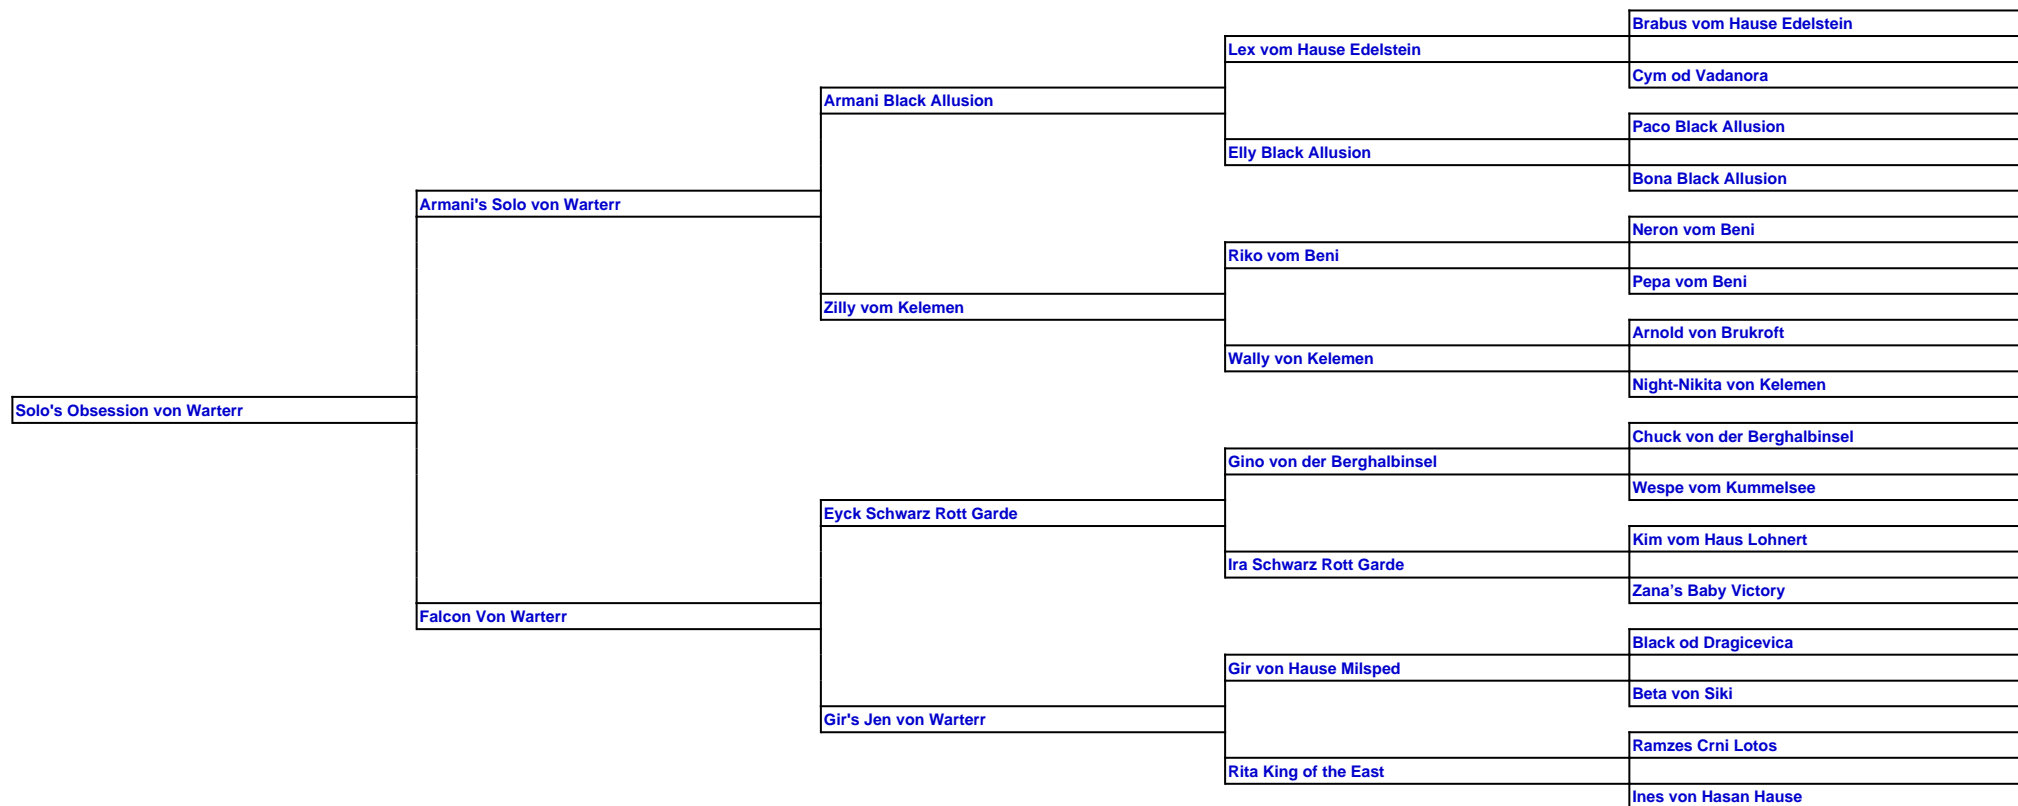 Brabus vom Hause Edelstein
Lex vom Hause Edelstein
Cym od Vadanora
Armani Black Allusion
Paco Black Allusion
Elly Black Allusion
Bona Black Allusion
Armani's Solo von Warterr
Neron vom Beni
Riko vom Beni
Pepa vom Beni
Zilly vom Kelemen
Arnold von Brukroft
Wally von Kelemen
Night-Nikita von Kelemen
Solo's Obsession von Warterr
Chuck von der Berghalbinsel
Gino von der Berghalbinsel
Wespe vom Kummelsee
Eyck Schwarz Rott Garde
Kim vom Haus Lohnert
Ira Schwarz Rott Garde
Zana’s Baby Victory
Falcon Von Warterr
Black od Dragicevica
Gir von Hause Milsped
Beta von Siki
Gir's Jen von Warterr
Ramzes Crni Lotos
Rita King of the East
Ines von Hasan Hause